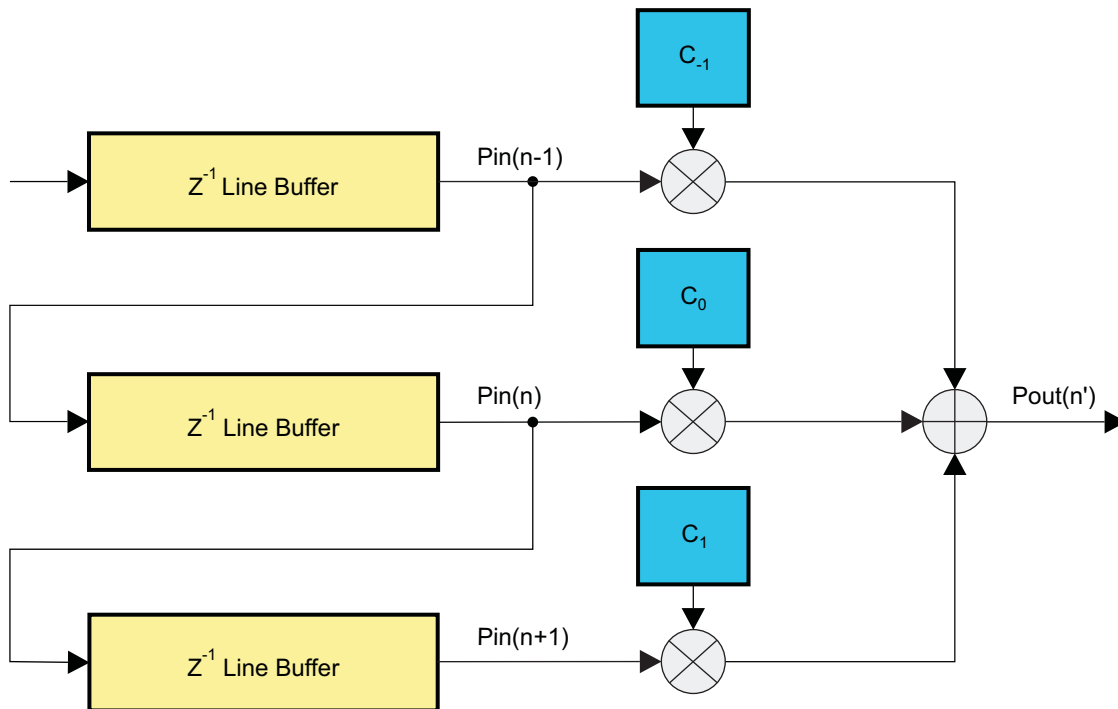 C₋₁
Pin(n-1)
Z⁻¹ Line Buffer
C₀
Pin(n)
Pout(n')
Z⁻¹ Line Buffer
C₁
Pin(n+1)
Z⁻¹ Line Buffer